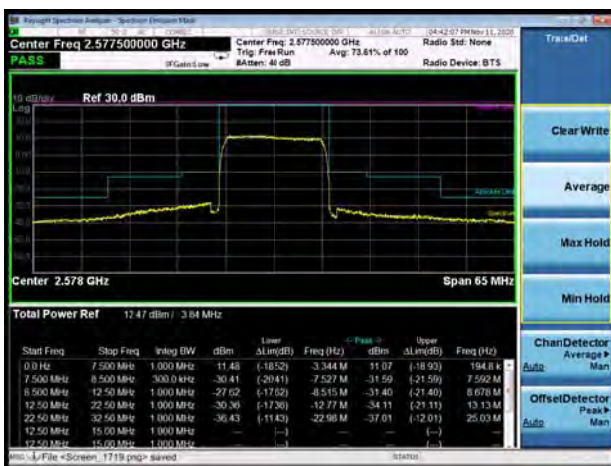 Keysight Spectrum Analyzer - Spectrum Emission Mask
04:42:07 PM Nov 11, 2020
Center Freq 2.577500000 GHz
Center Freq: 2.577500000 GHz
Radio Std: None
Trig: Free Run
Avg: 73.61% of 100
PASS
IFGain:Low
#Atten: 40 dB
Radio Device: BTS
10 dB/div
Ref 30.0 dBm
Log
Center 2.578 GHz
Span 65 MHz
Total Power Ref
12.47 dBm / 3.84 MHz
Lower
Peak
Upper
Start Freq Stop Freq Integ BW dBm ΔLim(dB) Freq (Hz) dBm ΔLim(dB) Freq (Hz)
0.0 Hz 7.500 MHz 1.000 MHz 11.48 (-18.52) -3.344 M 11.07 (-18.93) 194.8 k
7.500 MHz 8.500 MHz 300.0 kHz -30.41 (-20.41) -7.527 M -31.59 (-21.59) 7.592 M
8.500 MHz 12.50 MHz 1.000 MHz -27.62 (-17.62) -8.515 M -31.40 (-21.40) 8.678 M
12.50 MHz 22.50 MHz 1.000 MHz -30.36 (-17.36) -12.77 M -34.11 (-21.11) 13.13 M
22.50 MHz 32.50 MHz 1.000 MHz -36.43 (-11.43) -22.98 M -37.01 (-12.01) 25.03 M
12.50 MHz 15.00 MHz 1.000 MHz --- (---) --- (---)
12.50 MHz 15.00 MHz 1.000 MHz
MSG File <Screen_1719.png> saved
STATUS
Trace/Det
Clear Write
Average
Max Hold
Min Hold
ChanDetector
Average
Auto Man
OffsetDetector
Peak
Auto Man